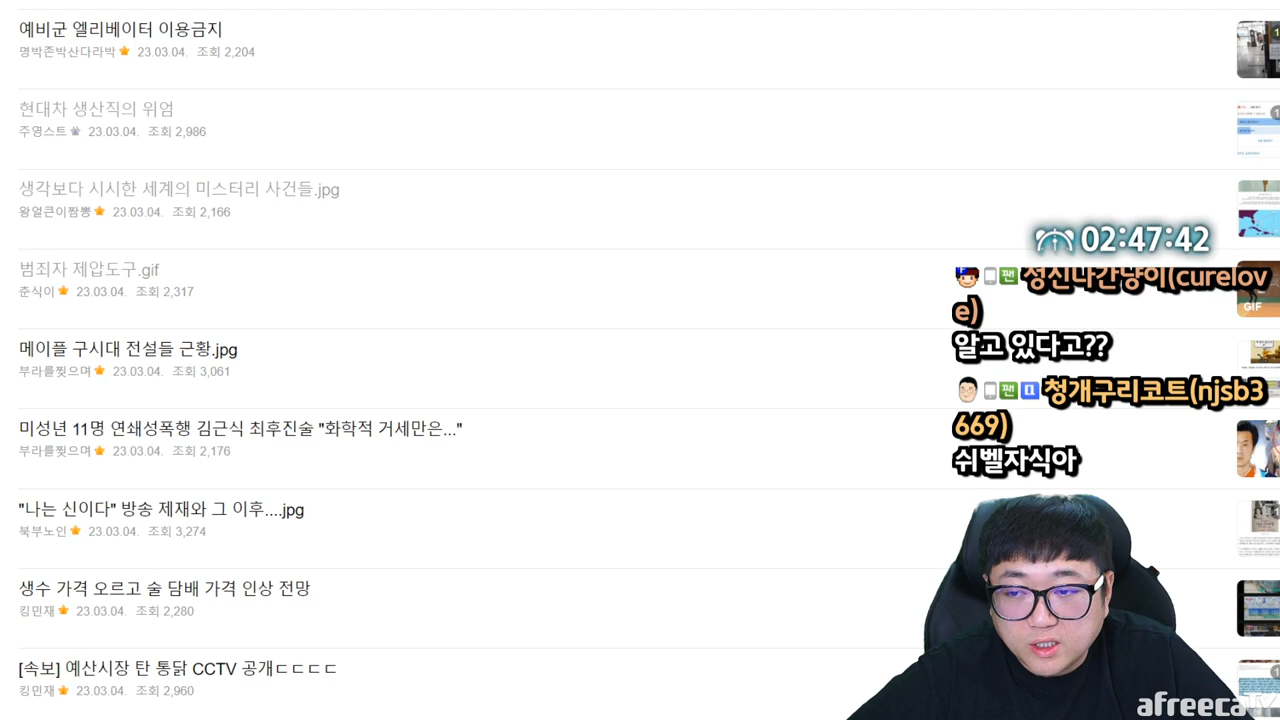 예비군 엘리베이터 이용금지
명박존박산다라박 23.03.04. 조회 2,204
현대차 생산직의 위엄
주영스트 23.03.04. 조회 2,986
생각보다 시시한 세계의 미스터리 사건들.jpg
왕열큰이짬뽕 23.03.04. 조회 2,166
범죄자 제압도구.gif
주식이 23.03.04. 조회 2,317
메이플 구시대 전설들 근황.jpg
부라를찢으며 23.03.04. 조회 3,061
미성년 11명 연쇄성폭행 김근식 최후진술 "화학적 거세만은..."
부라를찢으며 23.03.04. 조회 2,176
"나는 신이다" 방송 제재와 그 이후....jpg
북부노인 23.03.04. 조회 3,274
생수 가격 오르고 술 담배 가격 인상 전망
킹민재 23.03.04. 조회 2,280
[속보] 예산시장 탄 통닭 CCTV 공개ㄷㄷㄷㄷ
킹민재 23.03.04. 조회 2,960
02:47:42
팬 정신나간냥이(curelov
e)
알고 있다고??
팬 청개구리코트(njsb3
669)
쉬벨자식아
GIF
afreecaTV